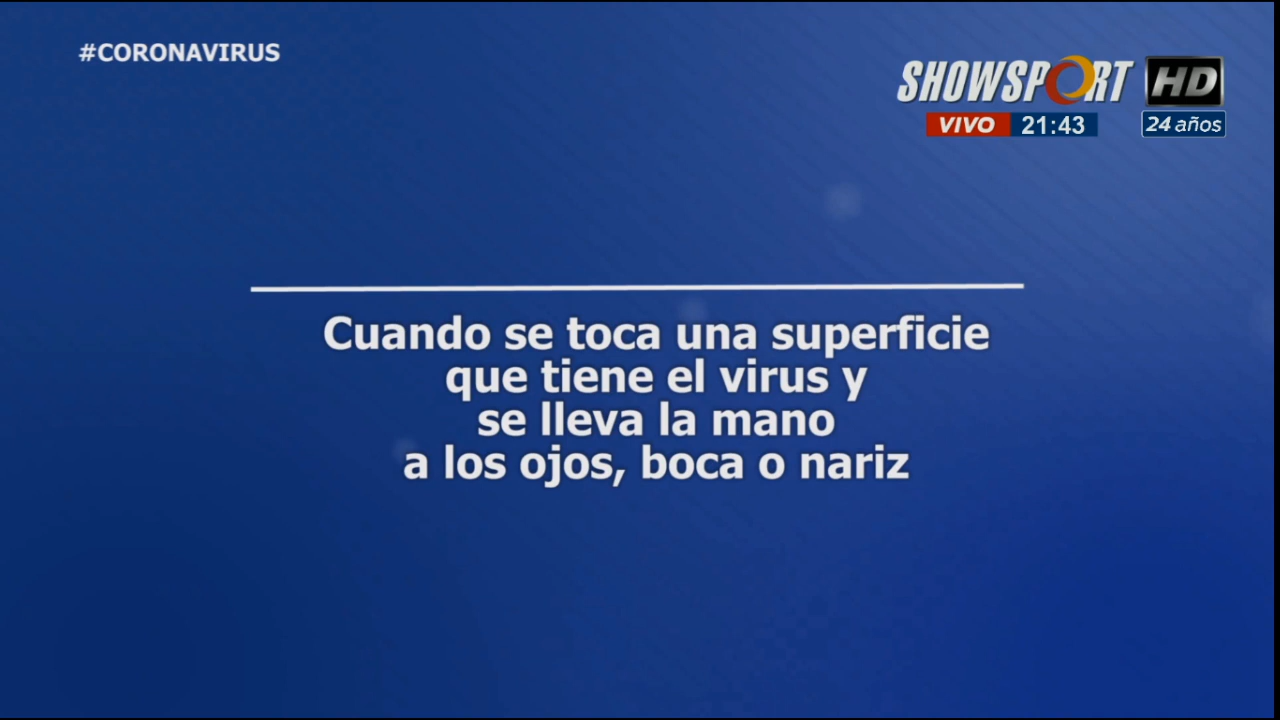 #CORONAVIRUS
SHOWSPORT HD
VIVO 21:43 24 años
Cuando se toca una superficie
que tiene el virus y
se lleva la mano
a los ojos, boca o nariz